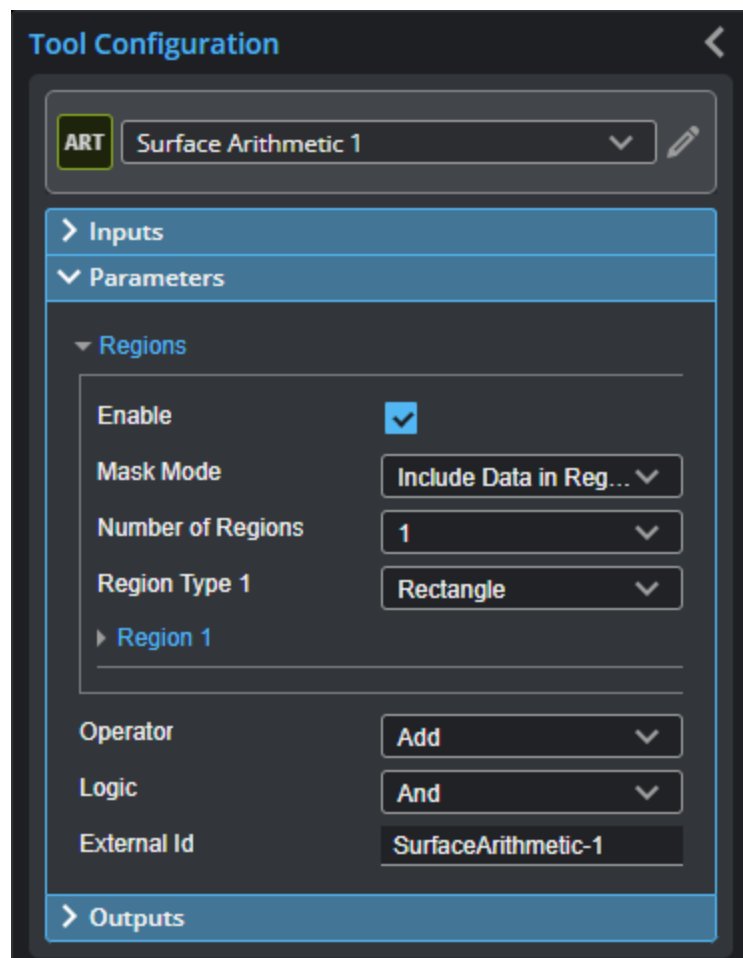 Tool Configuration
ART Surface Arithmetic 1
Inputs
Parameters
Regions
Enable
Mask Mode Include Data in Reg...
Number of Regions 1
Region Type 1 Rectangle
Region 1
Operator Add
Logic And
External Id SurfaceArithmetic-1
Outputs